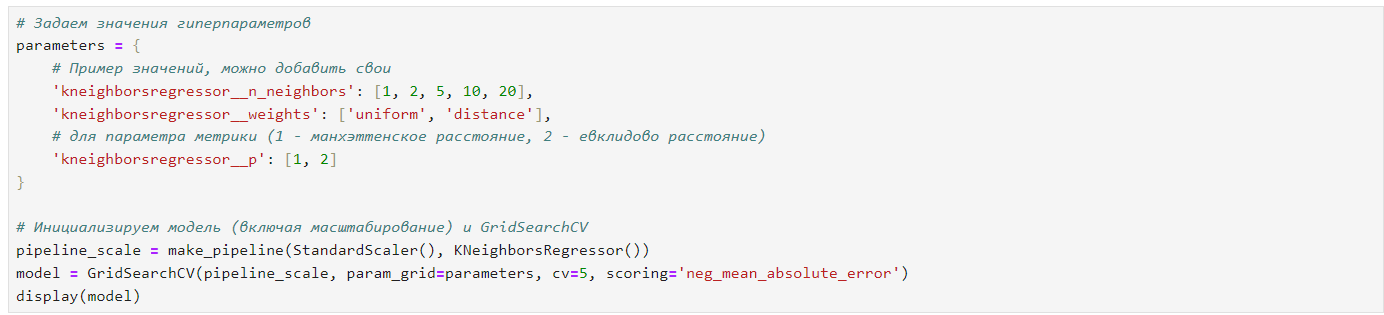 # Задаем значения гиперпараметров
parameters = {
    # Пример значений, можно добавить свои
    'kneighborsregressor__n_neighbors': [1, 2, 5, 10, 20],
    'kneighborsregressor__weights': ['uniform', 'distance'],
    # для параметра метрики (1 - манхэттенское расстояние, 2 - евклидово расстояние)
    'kneighborsregressor__p': [1, 2]
}

# Инициализируем модель (включая масштабирование) и GridSearchCV
pipeline_scale = make_pipeline(StandardScaler(), KNeighborsRegressor())
model = GridSearchCV(pipeline_scale, param_grid=parameters, cv=5, scoring='neg_mean_absolute_error')
display(model)